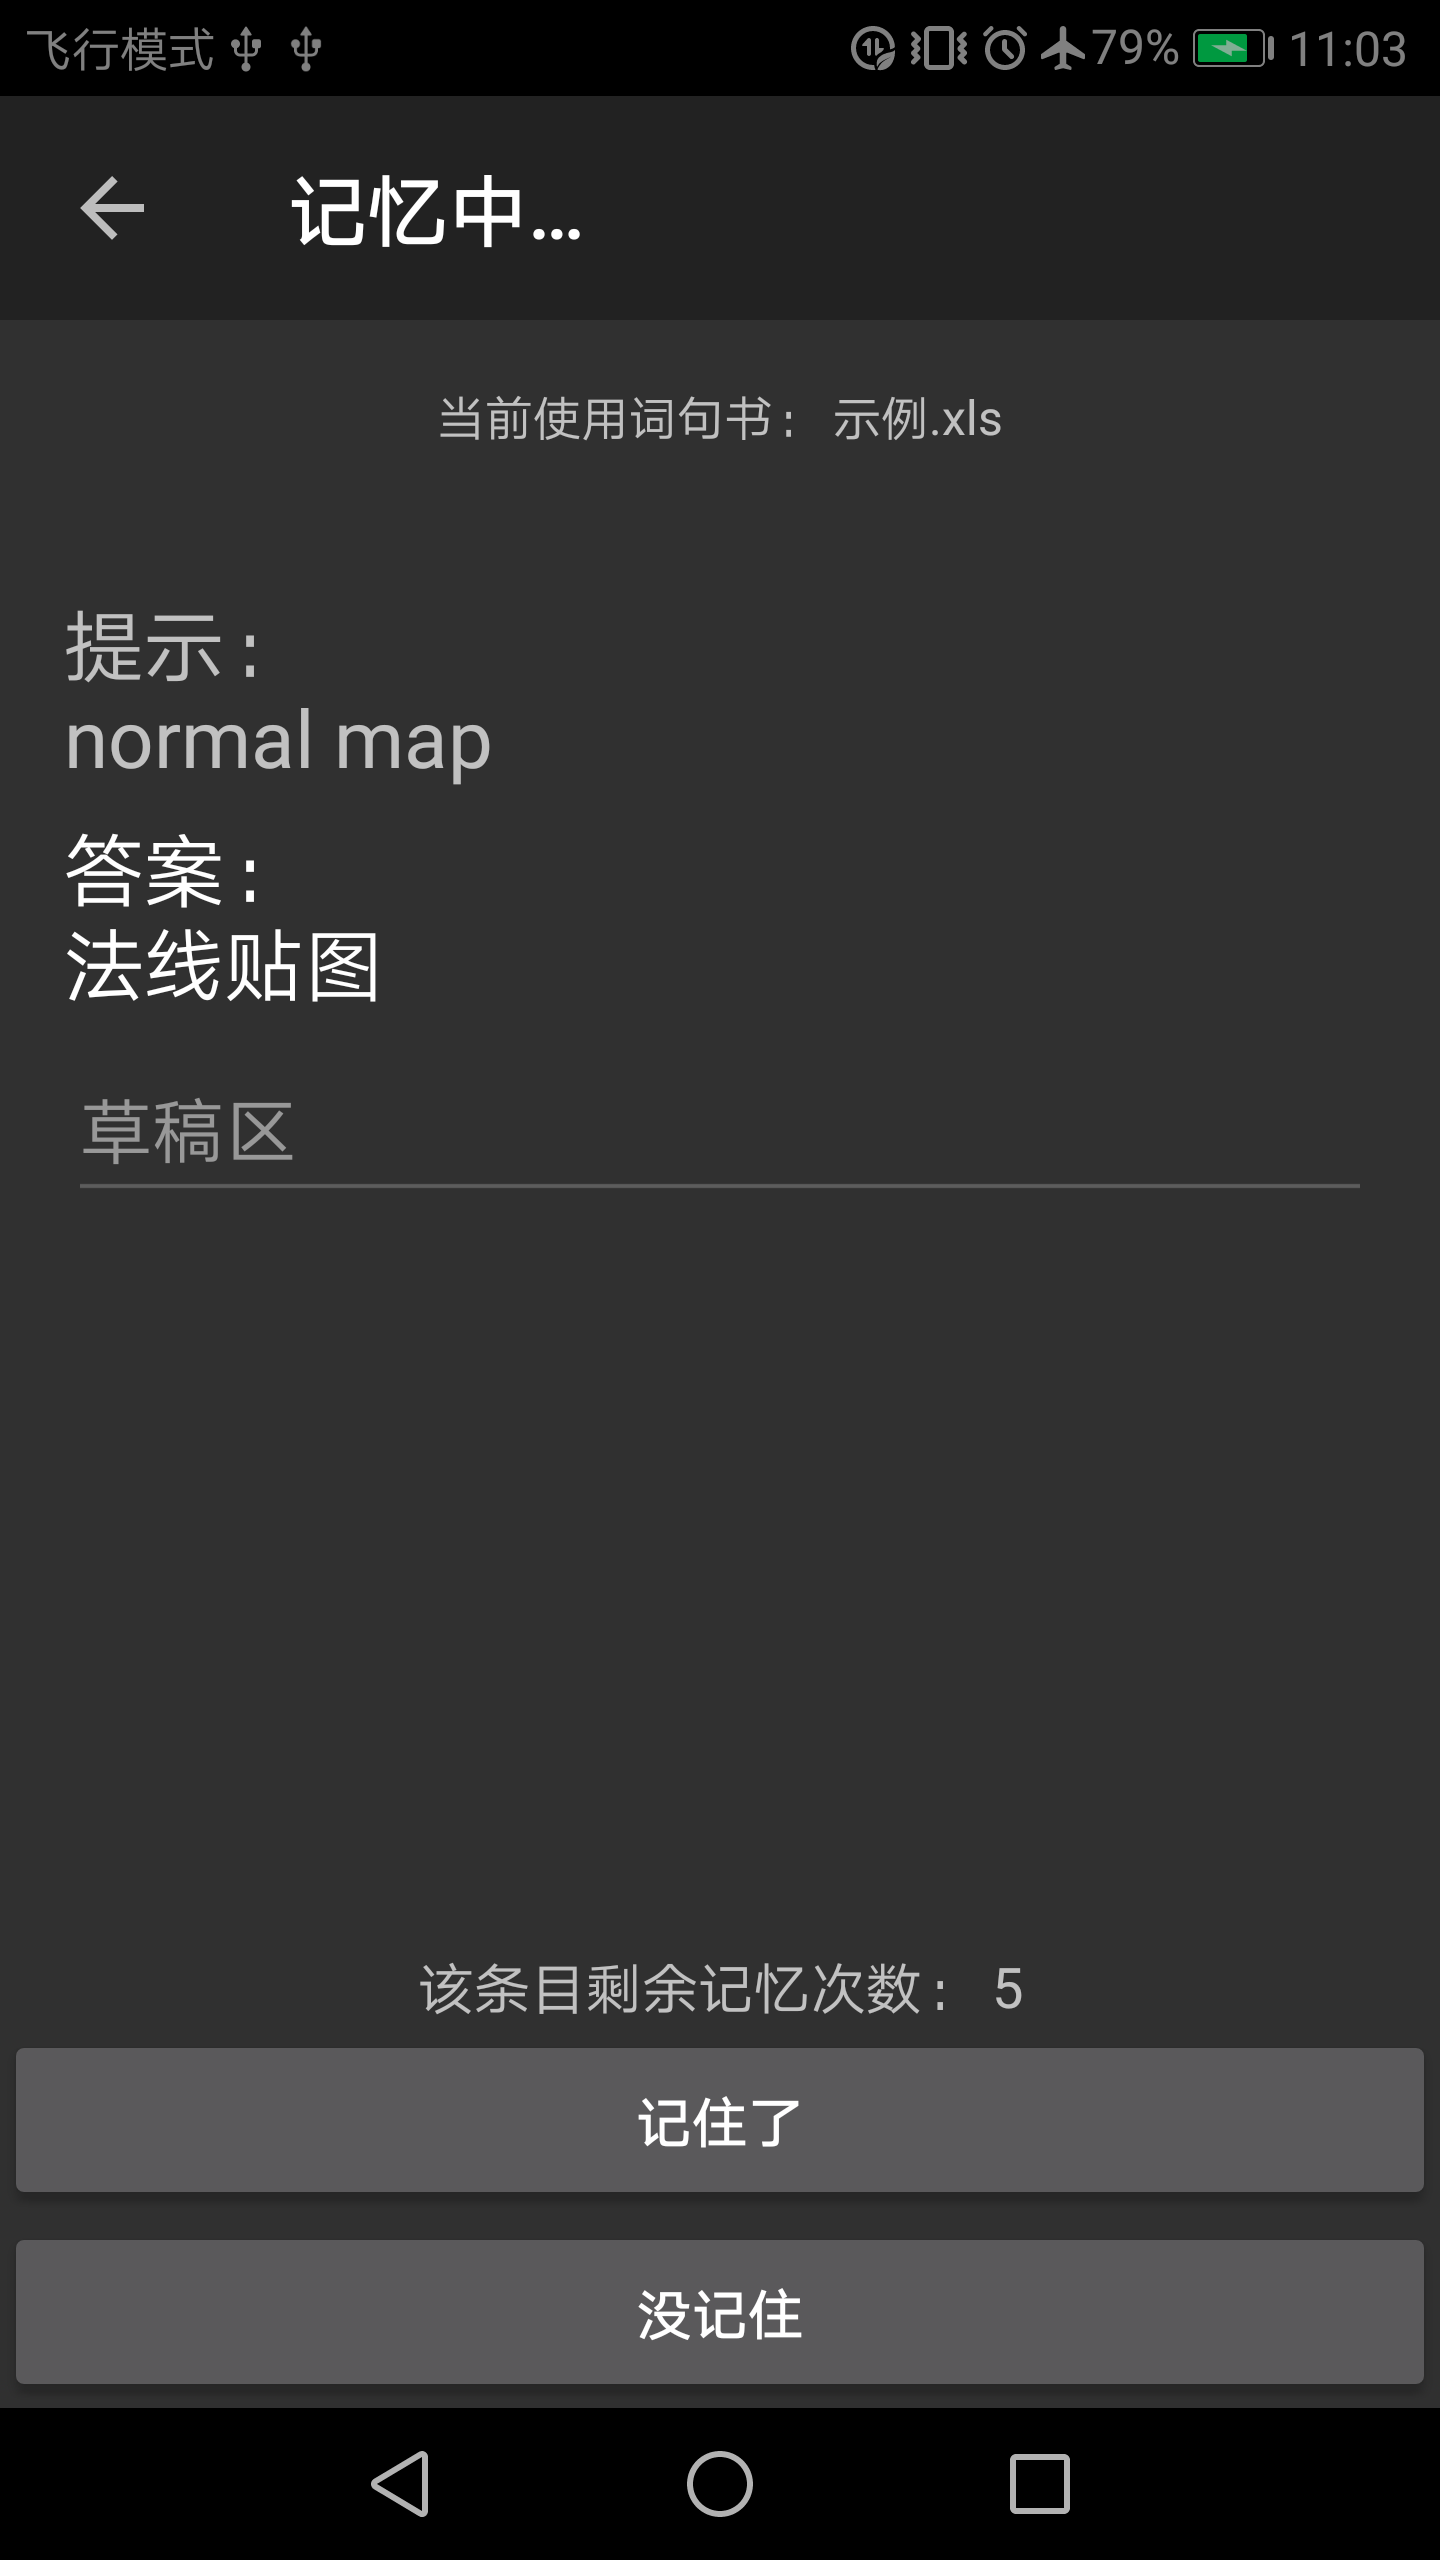 飞行模式 79% 11:03
记忆中...
当前使用词句书: 示例.xls
提示:
normal map
答案:
法线贴图
草稿区
该条目剩余记忆次数: 5
记住了
没记住